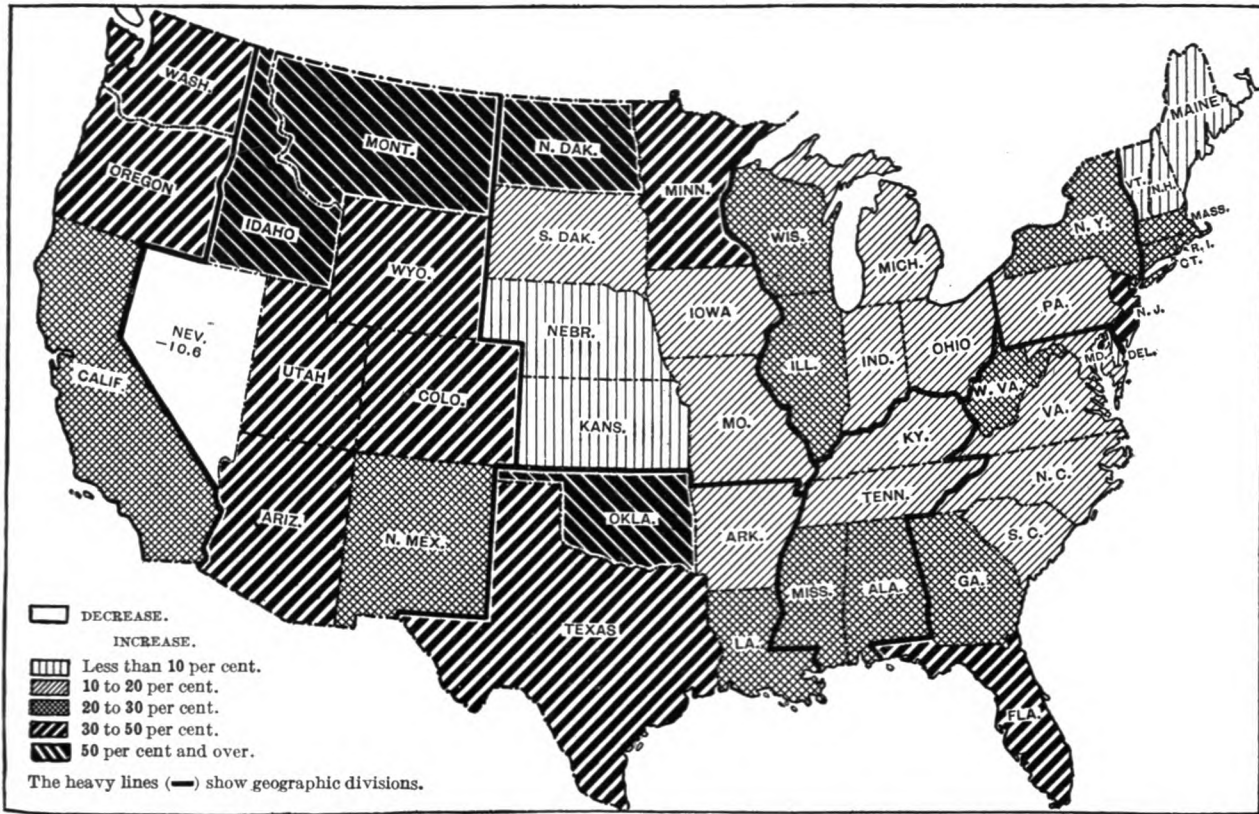 WASH.
MONT.
N. DAK.
MINN.
MAINE
VT.
N.H.
OREGON
IDAHO
S. DAK.
WIS.
N. Y.
MASS.
R. I.
CT.
WYO.
MICH.
NEV.
—10.6
NEBR.
IOWA
PA.
N. J.
CALIF.
UTAH
COLO.
KANS.
ILL.
IND.
OHIO
MD.
DEL.
W. VA.
VA.
MO.
KY.
ARIZ.
N. MEX.
OKLA.
ARK.
TENN.
N. C.
S. C.
TEXAS
LA.
MISS.
ALA.
GA.
FLA.
DECREASE.
INCREASE.
Less than 10 per cent.
10 to 20 per cent.
20 to 30 per cent.
30 to 50 per cent.
50 per cent and over.
The heavy lines (—) show geographic divisions.